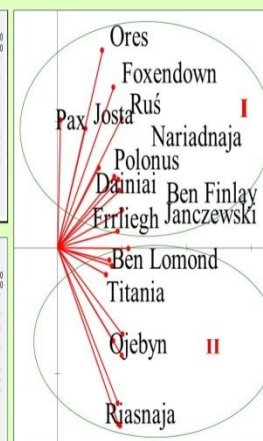 Ores
Foxendown
Pax Josta Ruś I
Nariadnaja
Polonus
Dainiai
Ben Finlay
Frrliegh Janczewski
Ben Lomond
Titania
Ojebyn II
Riasnaja